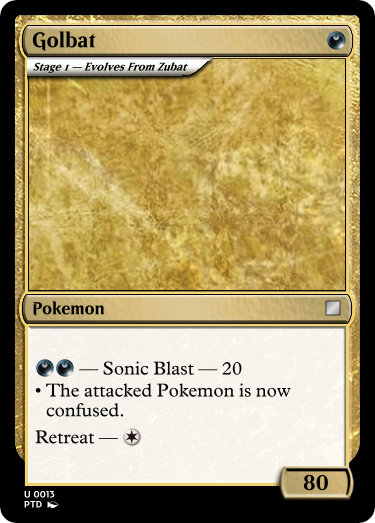 Golbat
Stage 1 — Evolves From Zubat
Pokemon
— Sonic Blast — 20
• The attacked Pokemon is now
confused.
Retreat —
80
U 0013
PTD